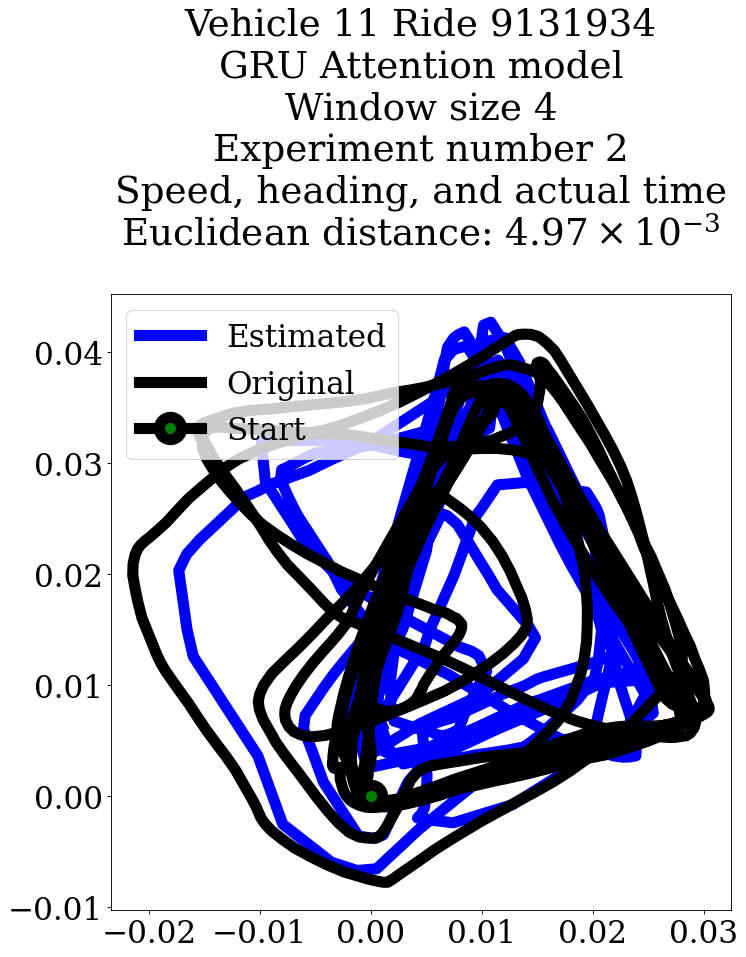 Vehicle 11 Ride 9131934
GRU Attention model
Window size 4
Experiment number 2
Speed, heading, and actual time
Euclidean distance: 4.97 × 10⁻³
Estimated
Original
Start
0.04
0.03
0.02
0.01
0.00
−0.01
−0.02 −0.01 0.00 0.01 0.02 0.03